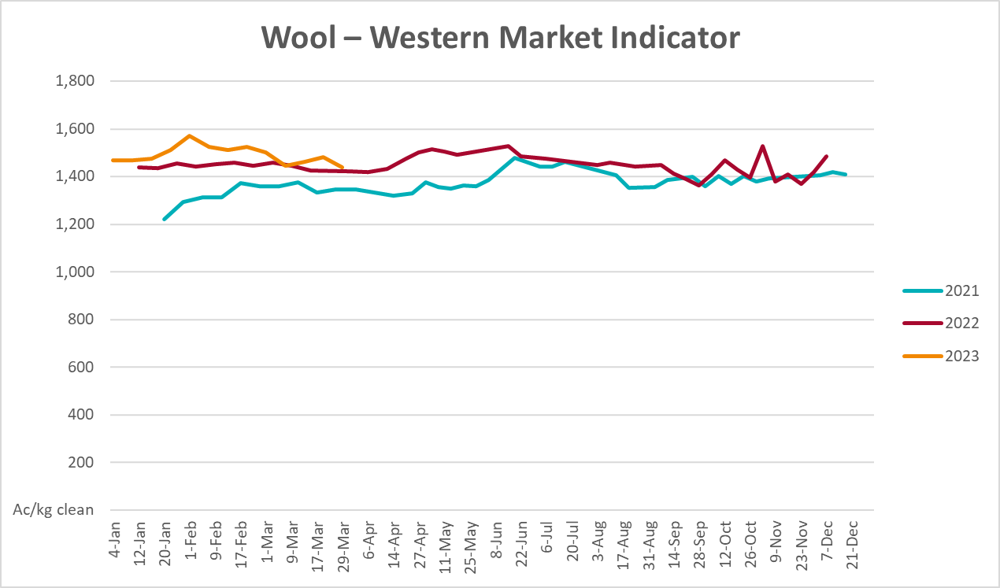 Wool – Western Market Indicator
1,800
1,600
1,400
1,200
1,000
800
600
400
200
Ac/kg clean
2021
2022
2023
4-Jan
12-Jan
20-Jan
1-Feb
9-Feb
17-Feb
1-Mar
9-Mar
17-Mar
29-Mar
6-Apr
14-Apr
27-Apr
11-May
25-May
8-Jun
22-Jun
6-Jul
20-Jul
3-Aug
17-Aug
31-Aug
14-Sep
28-Sep
12-Oct
26-Oct
9-Nov
23-Nov
7-Dec
21-Dec